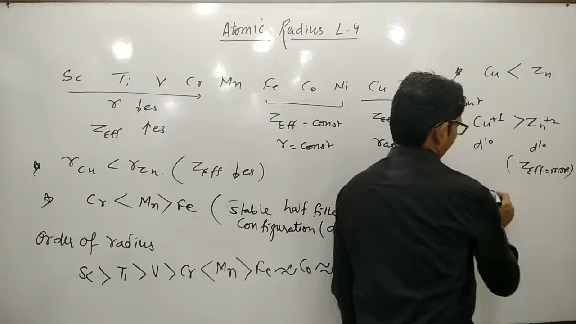 Atomic Radius L-4
Sc Ti V Cr Mn Fe Co Ni Cu
r ↓es
Zeff ↑es
ZEff = const
r = const
ZEff
* Cu < Zn
Cu+1 > Zn+2
d10 d10
(ZEff = more)
* rCu < rZn. (ZEff ↓es)
* Cr < Mn > Fe (stable half
Configuration
Order of radius
Sc > Ti > V > Cr < Mn > Fe ≈ Co ≈